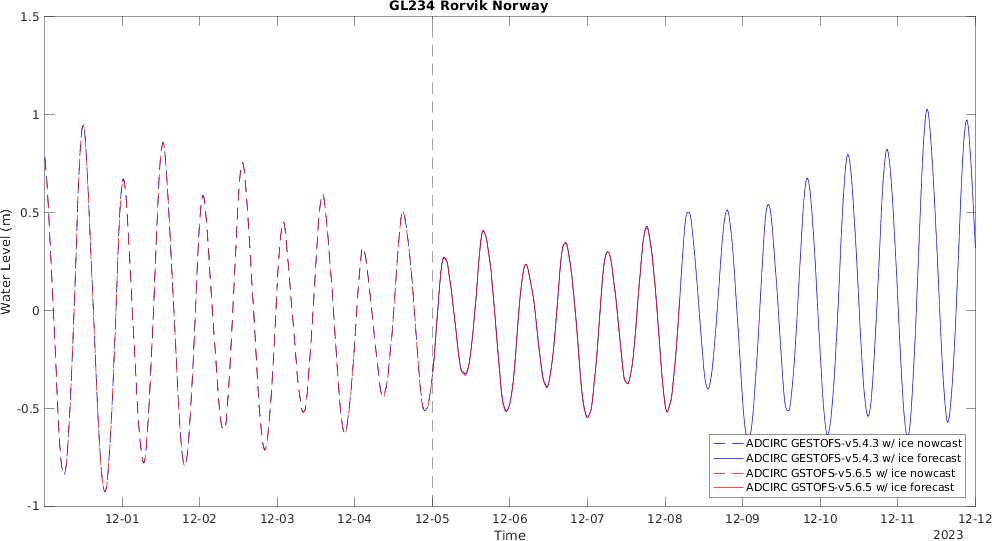 GL234 Rorvik Norway
1.5
1
0.5
0
-0.5
-1
Water Level (m)
12-01 12-02 12-03 12-04 12-05 12-06 12-07 12-08 12-09 12-10 12-11 12-12
Time
2023
ADCIRC GESTOFS-v5.4.3 w/ ice nowcast
ADCIRC GESTOFS-v5.4.3 w/ ice forecast
ADCIRC GSTOFS-v5.6.5 w/ ice nowcast
ADCIRC GSTOFS-v5.6.5 w/ ice forecast